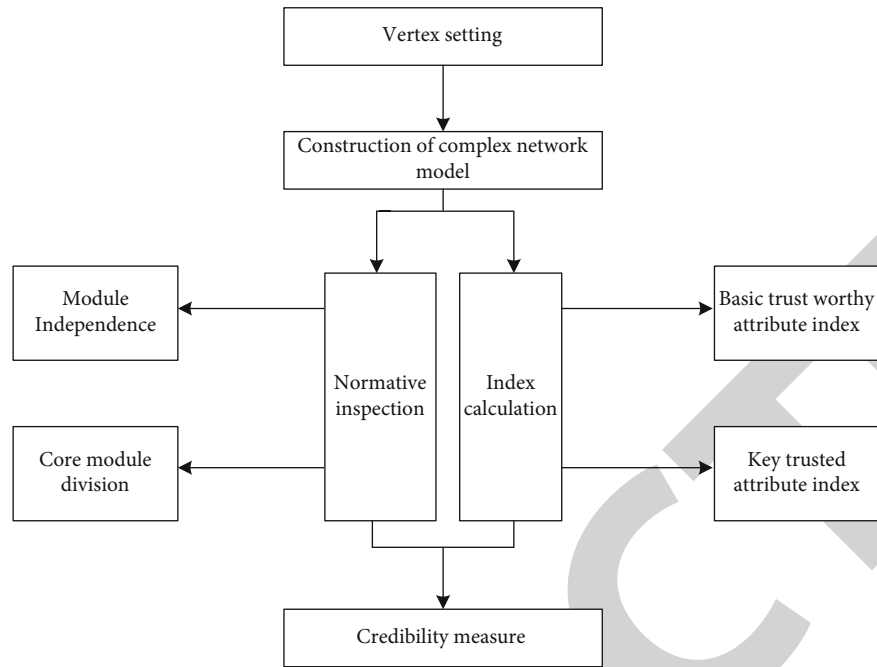 Vertex setting
Construction of complex network
model
Module
Independence
Normative
inspection
Index
calculation
Basic trust worthy
attribute index
Core module
division
Key trusted
attribute index
Credibility measure